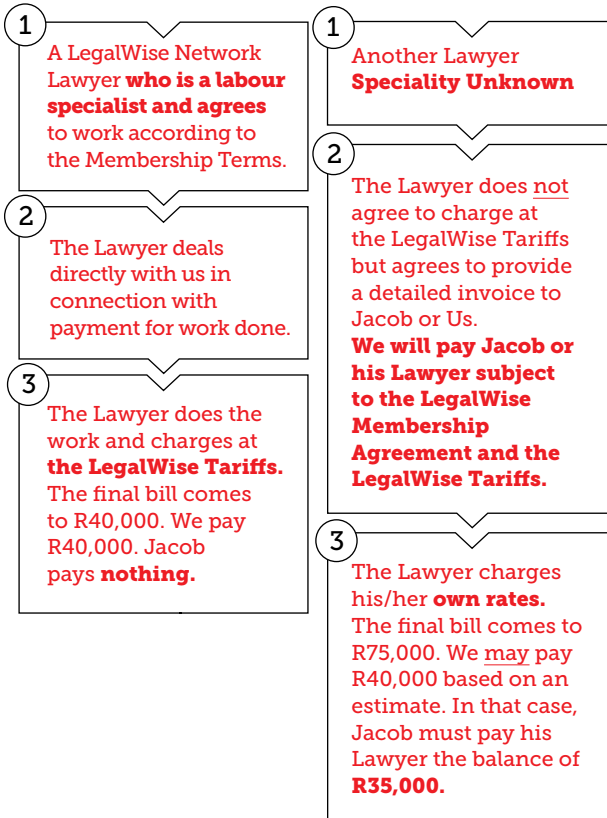 1
A LegalWise Network
Lawyer who is a labour
specialist and agrees
to work according to
the Membership Terms.
2
The Lawyer deals
directly with us in
connection with
payment for work done.
3
The Lawyer does the
work and charges at
the LegalWise Tariffs.
The final bill comes
to R40,000. We pay
R40,000. Jacob
pays nothing.
1
Another Lawyer
Speciality Unknown
2
The Lawyer does not
agree to charge at
the LegalWise Tariffs
but agrees to provide
a detailed invoice to
Jacob or Us.
We will pay Jacob or
his Lawyer subject
to the LegalWise
Membership
Agreement and the
LegalWise Tariffs.
3
The Lawyer charges
his/her own rates.
The final bill comes to
R75,000. We may pay
R40,000 based on an
estimate. In that case,
Jacob must pay his
Lawyer the balance of
R35,000.